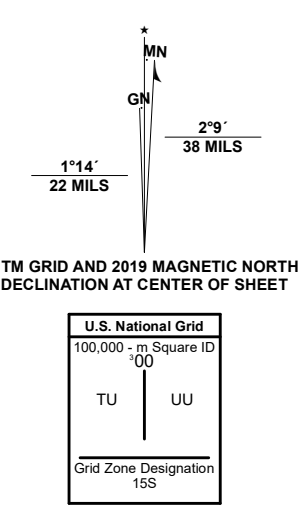 ★
MN
GN
2°9´
38 MILS
1°14´
22 MILS
TM GRID AND 2019 MAGNETIC NORTH
DECLINATION AT CENTER OF SHEET
U.S. National Grid
100,000 - m Square ID
³00
TU UU
Grid Zone Designation
15S